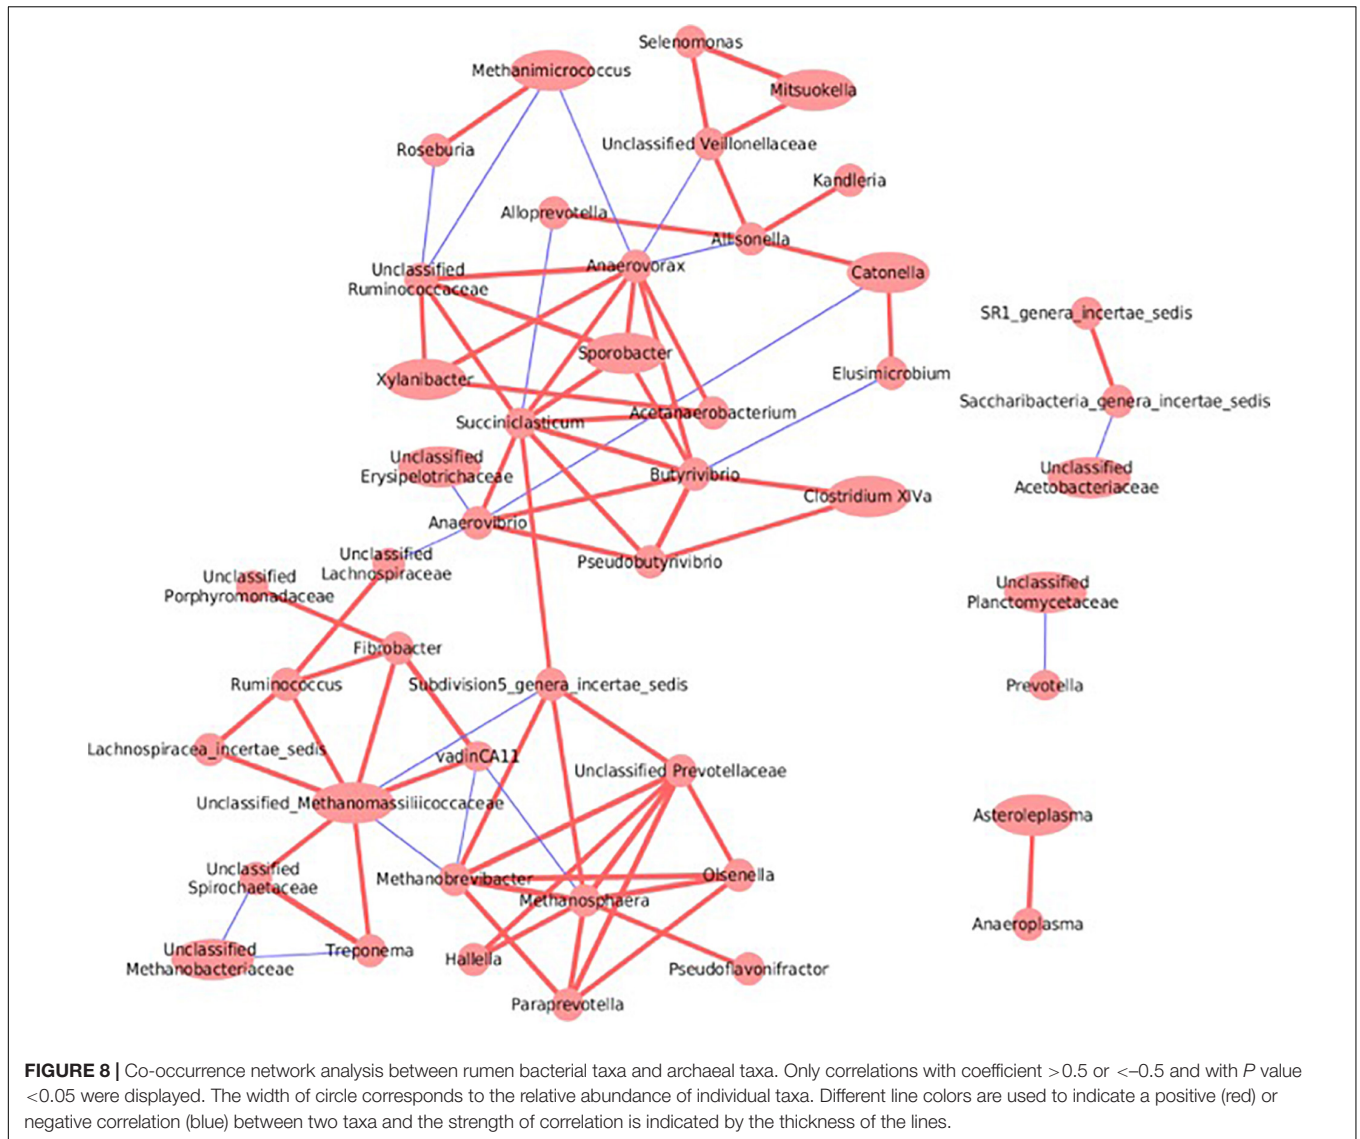 Selenomonas
Methanimicrococcus
Mitsuokella
Roseburia
Unclassified Veillonellaceae
Kandleria
Alloprevotella
Allisonella
Unclassified
Ruminococcaceae
Anaerovorax
Catonella
SR1_genera_incertae_sedis
Sporobacter
Xylanibacter
Elusimicrobium
Saccharibacteria_genera_incertae_sedis
Succiniclasticum
Acetanaerobacterium
Unclassified
Erysipelotrichaceae
Butyrivibrio
Unclassified
Acetobacteriaceae
Clostridium XIVa
Anaerovibrio
Unclassified
Lachnospiraceae
Pseudobutyrivibrio
Unclassified
Porphyromonadaceae
Unclassified
Planctomycetaceae
Fibrobacter
Ruminococcus
Subdivision5_genera_incertae_sedis
Prevotella
Lachnospiracea_incertae_sedis
vadinCA11
Unclassified Prevotellaceae
Unclassified_Methanomassiliicoccaceae
Asteroleplasma
Unclassified
Spirochaetaceae
Methanobrevibacter
Olsenella
Methanosphaera
Anaeroplasma
Unclassified
Methanobacteriaceae
Treponema
Hallella
Pseudoflavonifractor
Paraprevotella
FIGURE 8 | Co-occurrence network analysis between rumen bacterial taxa and archaeal taxa. Only correlations with coefficient >0.5 or <–0.5 and with P value
<0.05 were displayed. The width of circle corresponds to the relative abundance of individual taxa. Different line colors are used to indicate a positive (red) or
negative correlation (blue) between two taxa and the strength of correlation is indicated by the thickness of the lines.